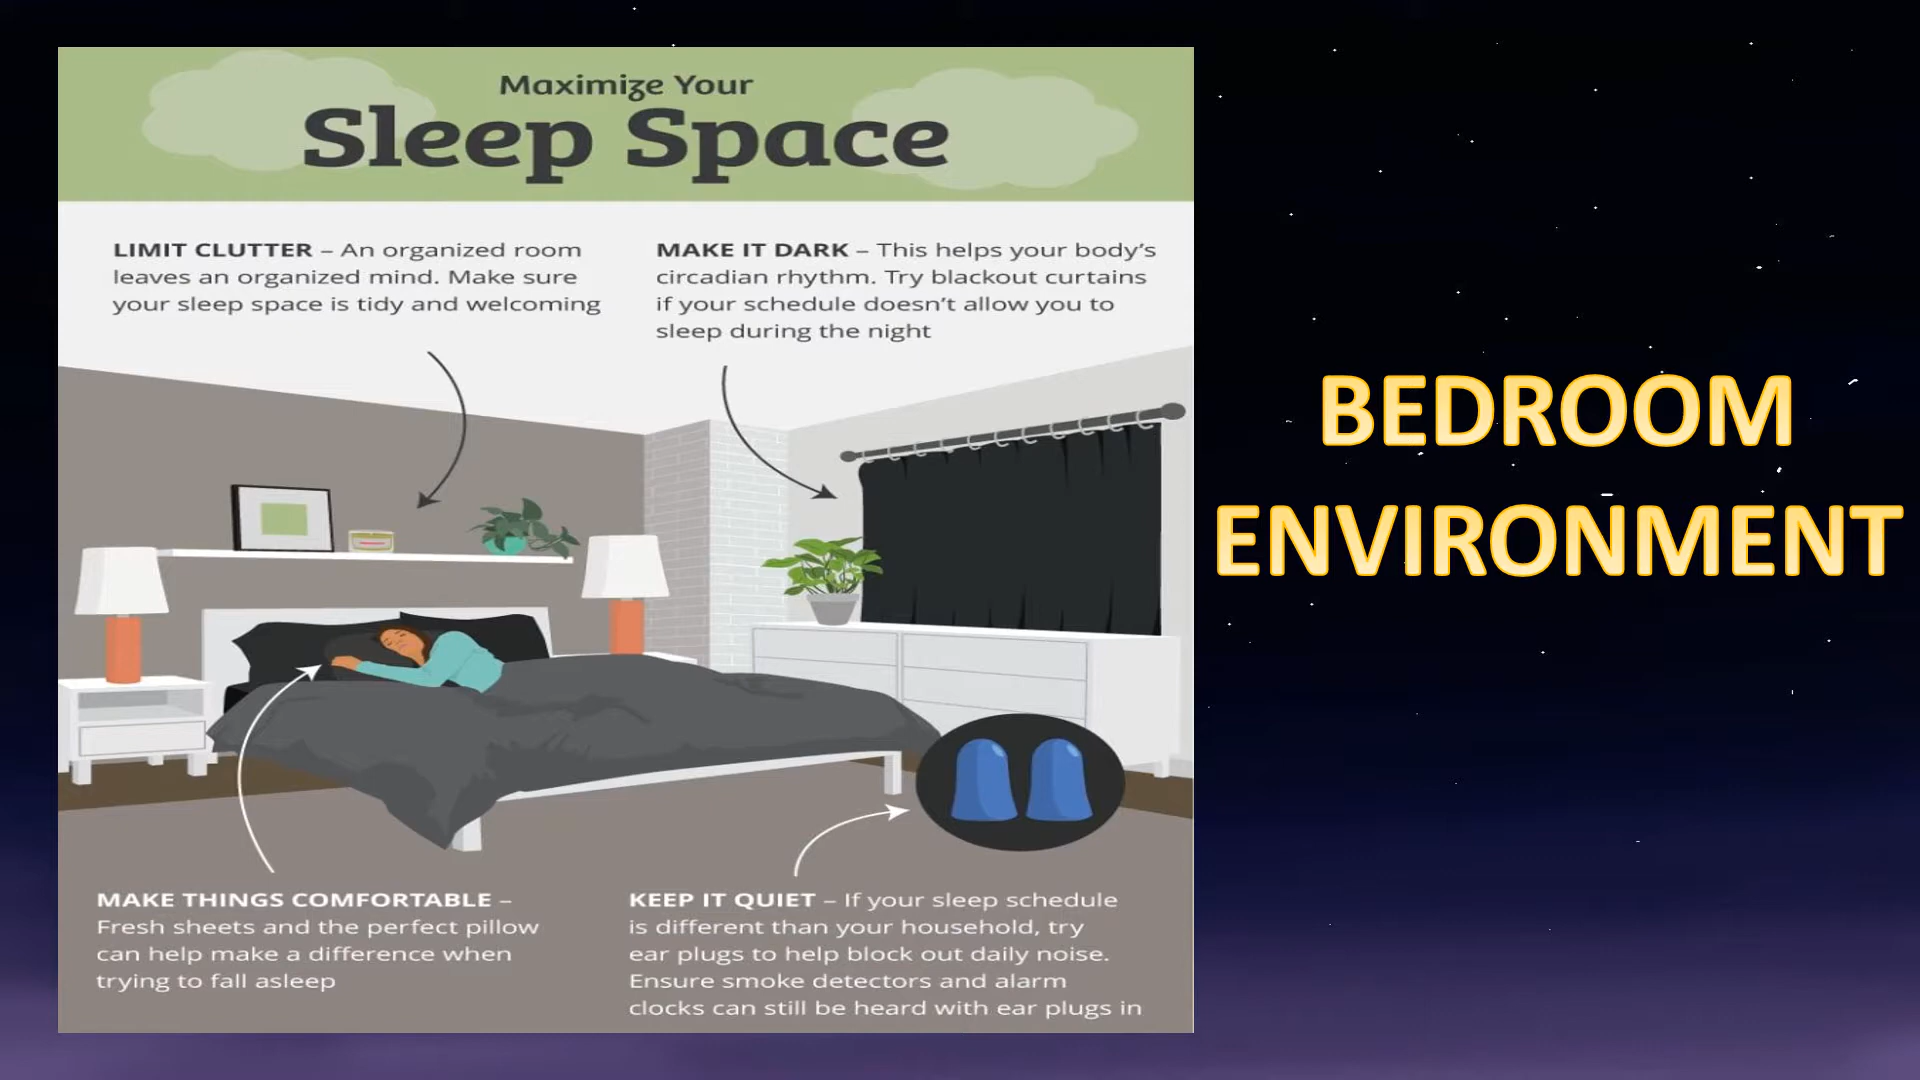 Maximize Your
Sleep Space
LIMIT CLUTTER – An organized room
leaves an organized mind. Make sure
your sleep space is tidy and welcoming
MAKE IT DARK – This helps your body’s
circadian rhythm. Try blackout curtains
if your schedule doesn’t allow you to
sleep during the night
MAKE THINGS COMFORTABLE –
Fresh sheets and the perfect pillow
can help make a difference when
trying to fall asleep
KEEP IT QUIET – If your sleep schedule
is different than your household, try
ear plugs to help block out daily noise.
Ensure smoke detectors and alarm
clocks can still be heard with ear plugs in
BEDROOM
ENVIRONMENT